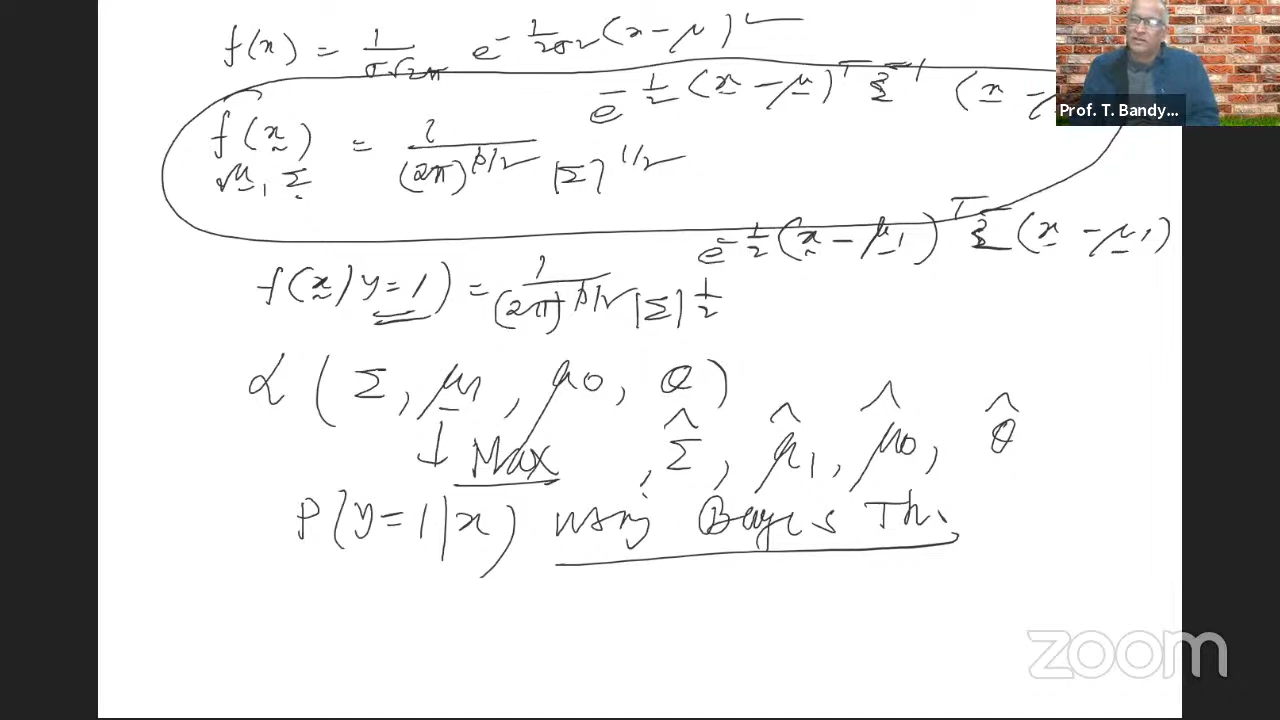 f(x) = 1/(σ√2π) e^{-1/2σ2 (x-μ)^2}
f(x) μ, Σ = 1/((2π)^{p/2} |Σ|^{1/2}) e^{-1/2 (x-μ)^T Σ^{-1} (x-μ
f(x|y=1) = 1/((2π)^{p/2} |Σ|^{1/2}) e^{-1/2 (x-μ1)^T Σ (x-μ1)}
L(Σ, μ1, μ0, θ)
↓ Max , Σ̂, μ̂1, μ̂0, θ̂
P(y=1|x) using Bayes Th.
Prof. T. Bandy...
zoom